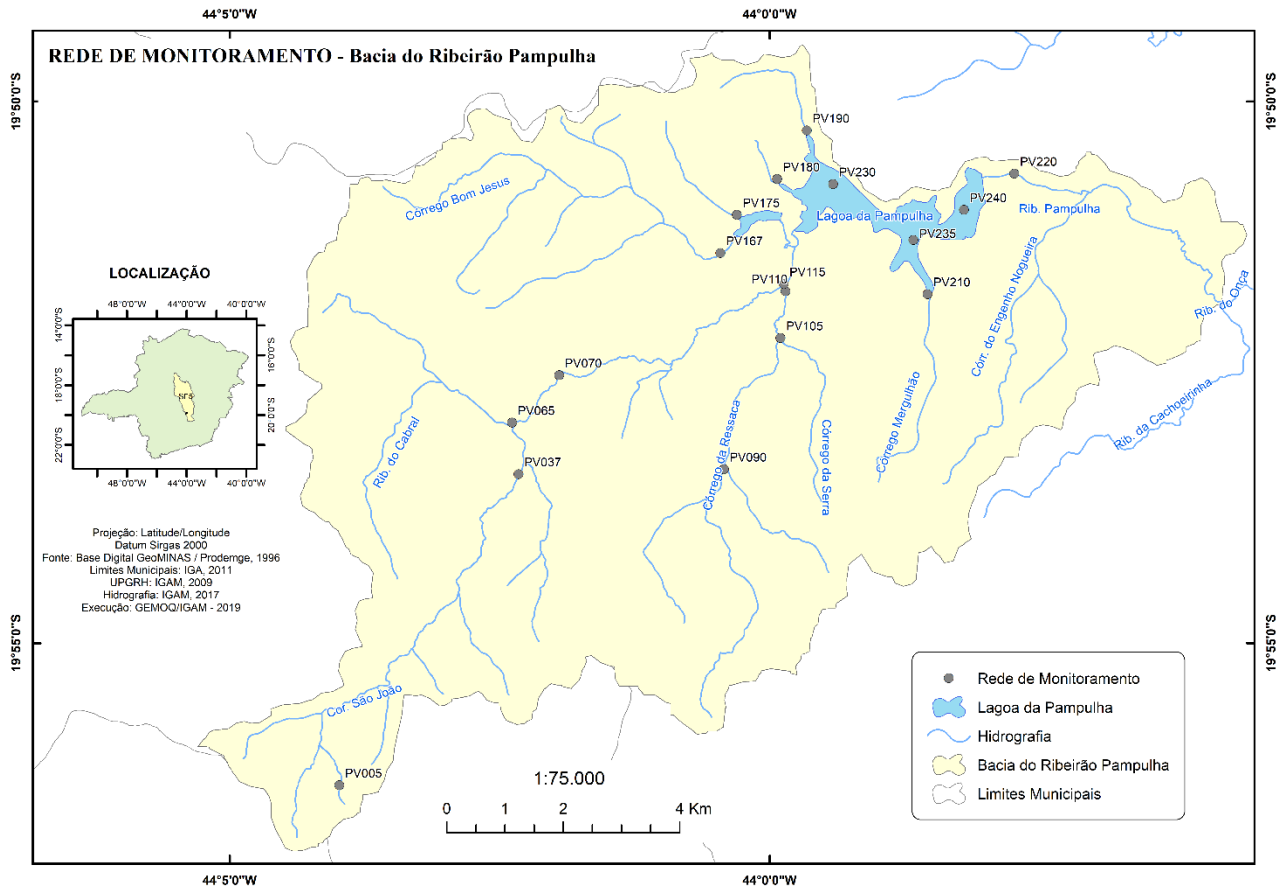 44°5'0"W
44°0'0"W
REDE DE MONITORAMENTO - Bacia do Ribeirão Pampulha
19°50'0"S
19°50'0"S
PV190
PV180
PV230
PV220
Córrego Bom Jesus
PV175
Lagoa da Pampulha
PV240
Rib. Pampulha
PV235
PV167
LOCALIZAÇÃO
PV115
PV110
PV210
Rib. do Onça
48°0'0"W 44°0'0"W 40°0'0"W
14°0'0"S
16°0'0"S
18°0'0"S
20°0'0"S
22°0'0"S
SF5
48°0'0"W 44°0'0"W 40°0'0"W
PV105
Córr. do Engenho Nogueira
PV070
PV065
Rib. do Cabral
PV037
Córrego da Ressaca
PV090
Córrego da Serra
Córrego Mergulhão
Rib. da Cachoeirinha
Projeção: Latitude/Longitude
Datum Sirgas 2000
Fonte: Base Digital GeoMINAS / Prodemge, 1996
Limites Municipais: IGA, 2011
UPGRH: IGAM, 2009
Hidrografia: IGAM, 2017
Execução: GEMOQ/IGAM - 2019
19°55'0"S
19°55'0"S
Cor. São João
PV005
1:75.000
0 1 2 4 Km
Rede de Monitoramento
Lagoa da Pampulha
Hidrografia
Bacia do Ribeirão Pampulha
Limites Municipais
44°5'0"W
44°0'0"W